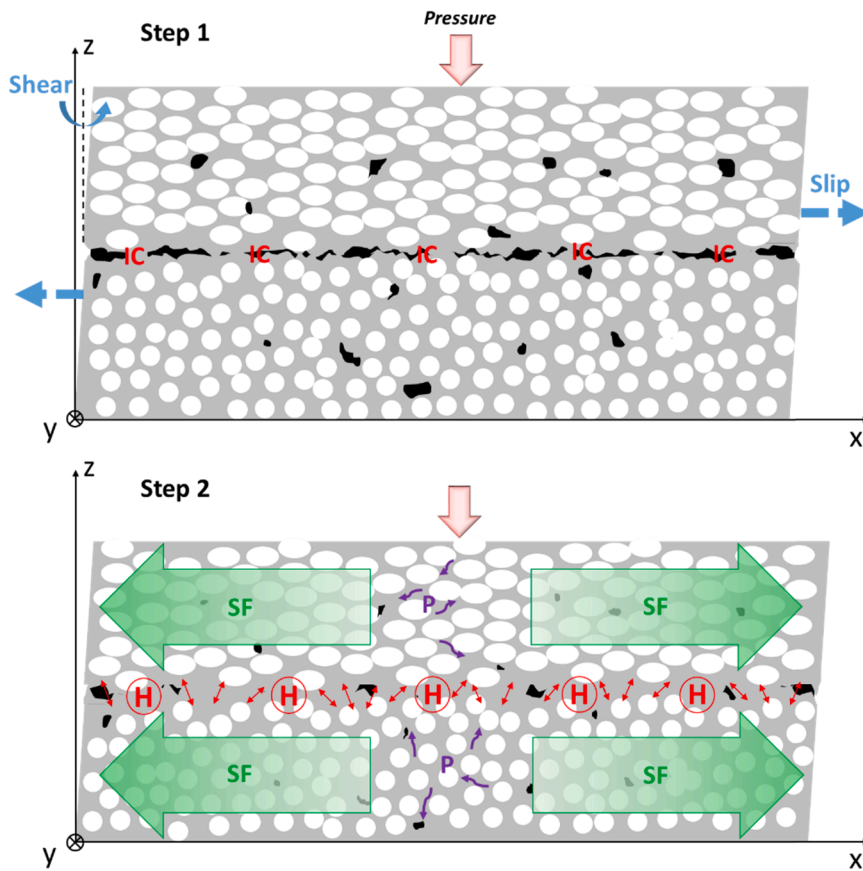 Pressure
Step 1
z
Shear
Slip
IC IC IC IC IC
y
x
z
Step 2
SF
P
SF
H H H H H
SF
P
SF
y
x